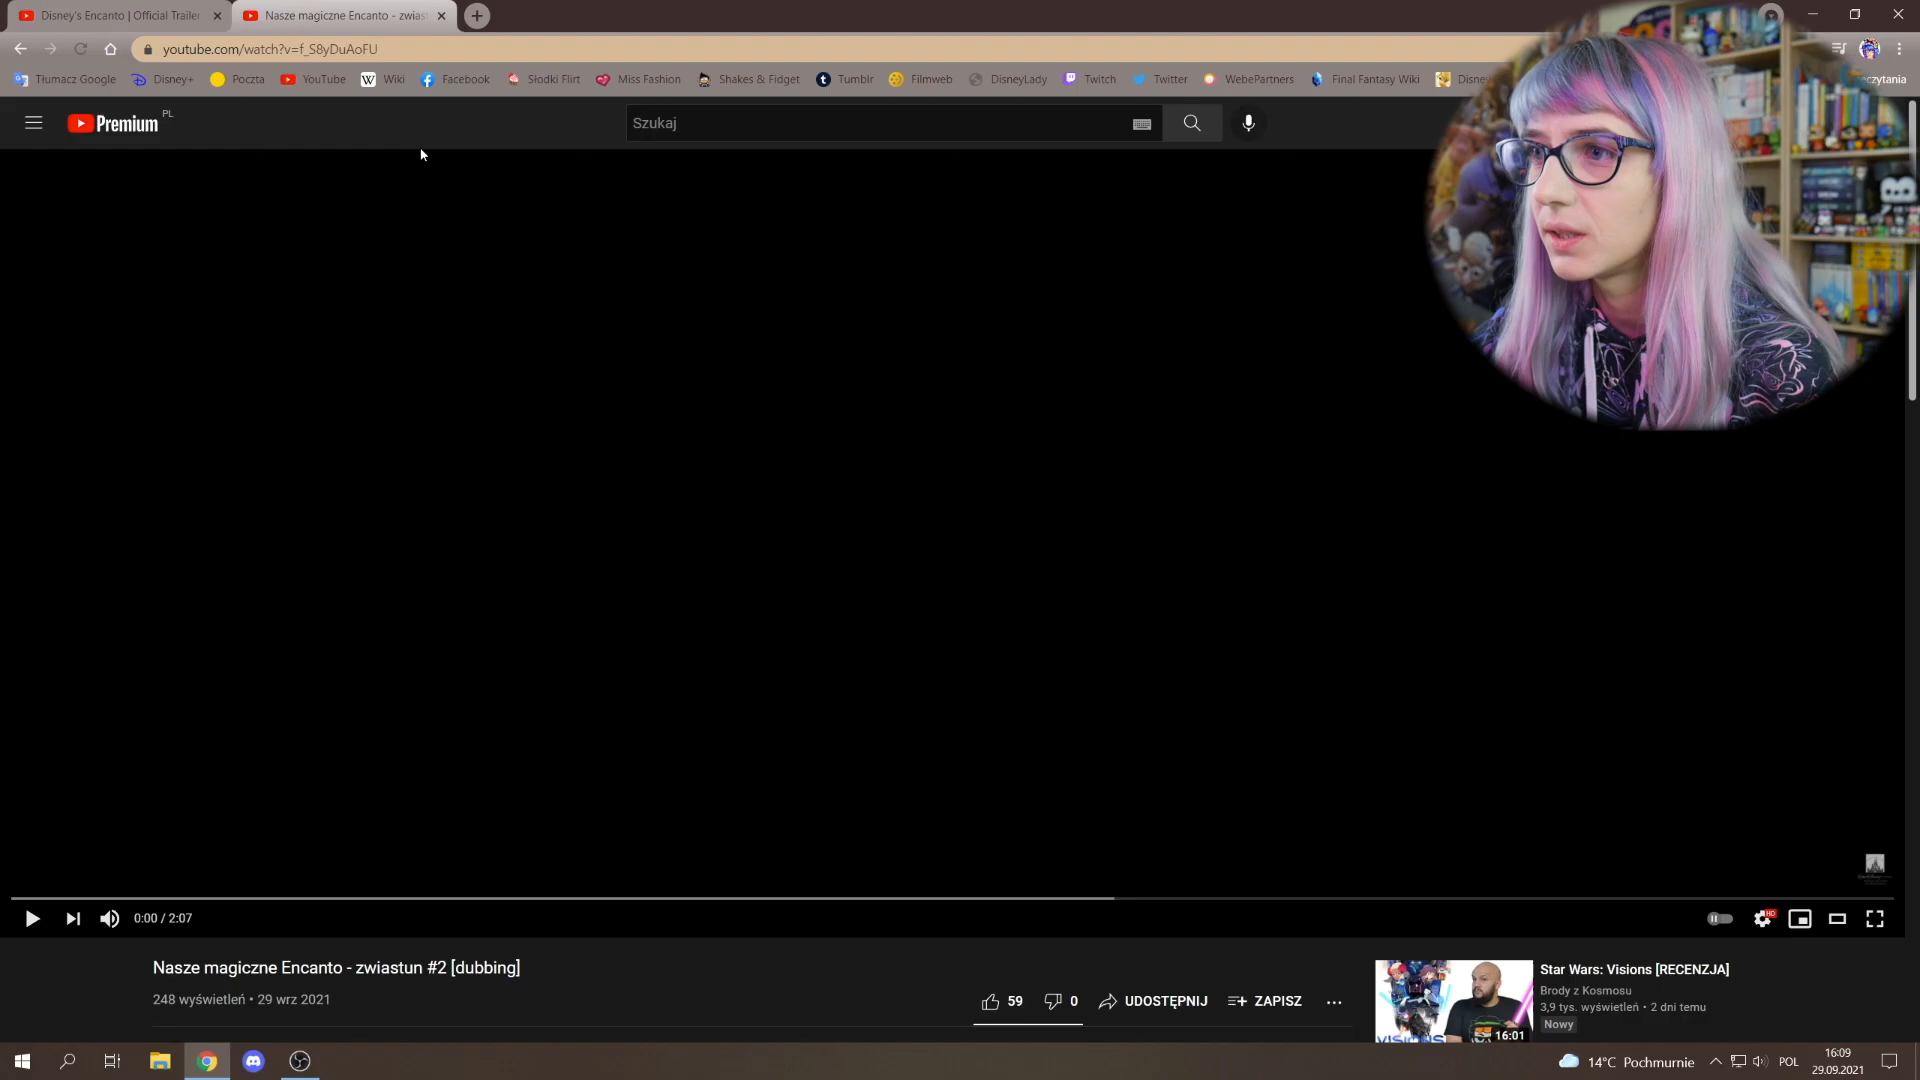 Disney's Encanto | Official Trailer
Nasze magiczne Encanto - zwias
youtube.com/watch?v=f_S8yDuAoFU
Tłumacz Google
Disney+
Poczta
YouTube
Wiki
Facebook
Słodki Flirt
Miss Fashion
Shakes & Fidget
Tumblr
Filmweb
DisneyLady
Twitch
Twitter
WebePartners
Final Fantasy Wiki
Disney
czytania
Premium PL
Szukaj
0:00 / 2:07
HD
Nasze magiczne Encanto - zwiastun #2 [dubbing]
248 wyświetleń • 29 wrz 2021
59
0
UDOSTĘPNIJ
ZAPISZ
Star Wars: Visions [RECENZJA]
Brody z Kosmosu
3,9 tys. wyświetleń • 2 dni temu
Nowy
VISIONS
16:01
14°C Pochmurnie
POL
16:09
29.09.2021